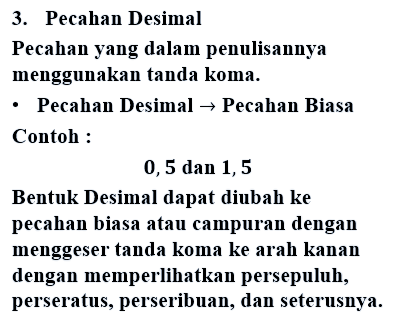 3. Pecahan Desimal
Pecahan yang dalam penulisannya
menggunakan tanda koma.
• Pecahan Desimal → Pecahan Biasa
Contoh :
0, 5 dan 1, 5
Bentuk Desimal dapat diubah ke
pecahan biasa atau campuran dengan
menggeser tanda koma ke arah kanan
dengan memperlihatkan persepuluh,
perseratus, perseribuan, dan seterusnya.